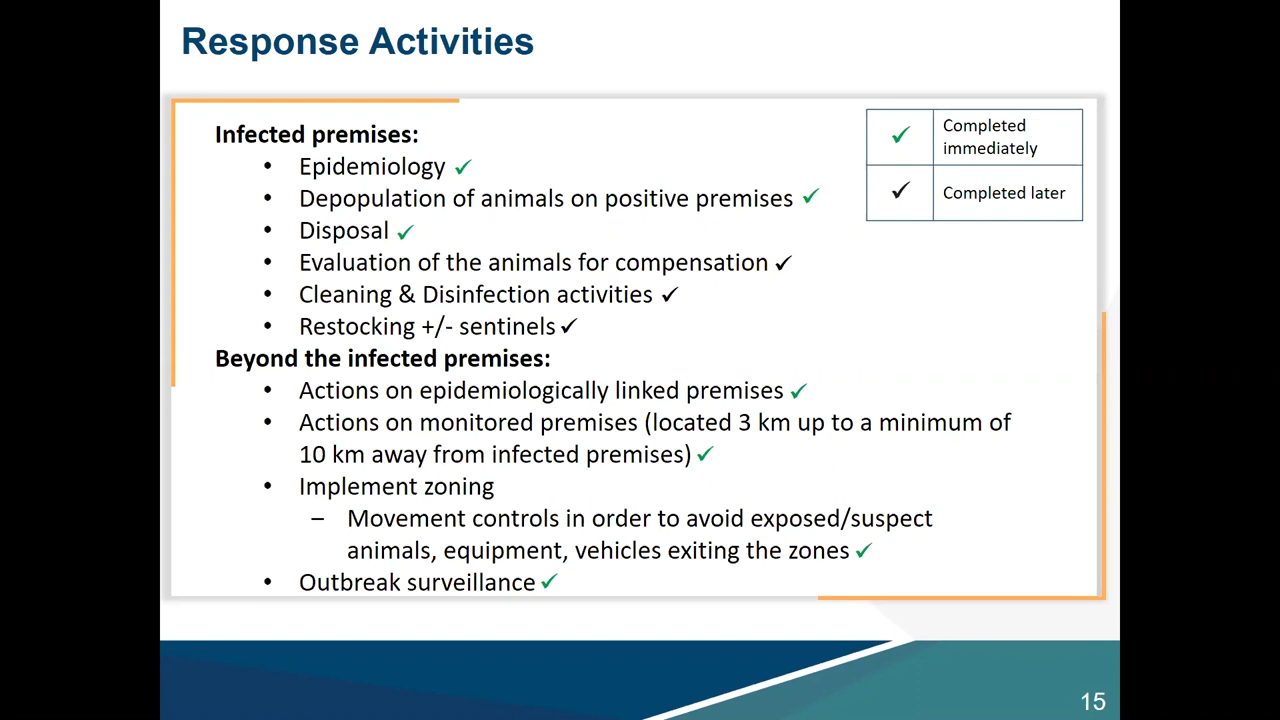 Response Activities
Infected premises:
• Epidemiology ✓
• Depopulation of animals on positive premises ✓
• Disposal ✓
• Evaluation of the animals for compensation ✓
• Cleaning & Disinfection activities ✓
• Restocking +/- sentinels ✓
Beyond the infected premises:
• Actions on epidemiologically linked premises ✓
• Actions on monitored premises (located 3 km up to a minimum of
10 km away from infected premises) ✓
• Implement zoning
– Movement controls in order to avoid exposed/suspect
animals, equipment, vehicles exiting the zones ✓
• Outbreak surveillance ✓
✓ Completed
immediately
✓ Completed later
15